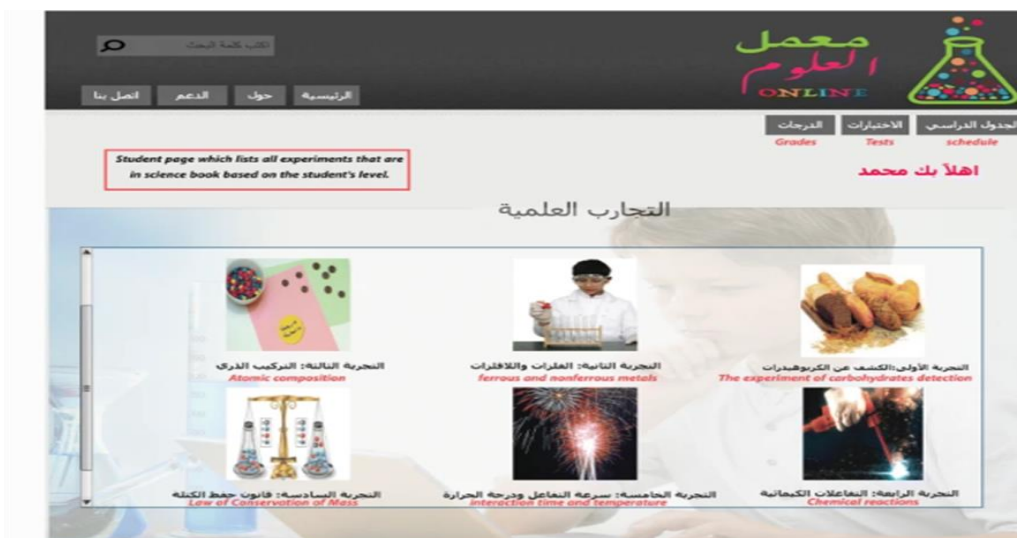 معمل
العلوم
ONLINE
اكتب كلمة البحث
الرئيسية
حول
الدعم
اتصل بنا
الجدول الدراسي
الاختبارات
الدرجات
schedule
Tests
Grades
Student page which lists all experiments that are
in science book based on the student's level.
اهلاً بك محمد
التجارب العلمية
التجربة الأولى:الكشف عن الكربوهيدرات
The experiment of carbohydrates detection
التجربة الثانية: الفلزات واللافلزات
ferrous and nonferrous metals
التجربة الثالثة: التركيب الذري
Atomic composition
التجربة الرابعة: التفاعلات الكيمائية
Chemical reactions
التجربة الخامسة: سرعة التفاعل ودرجة الحرارة
interaction time and temperature
التجربة السادسة: قانون حفظ الكتلة
Law of Conservation of Mass